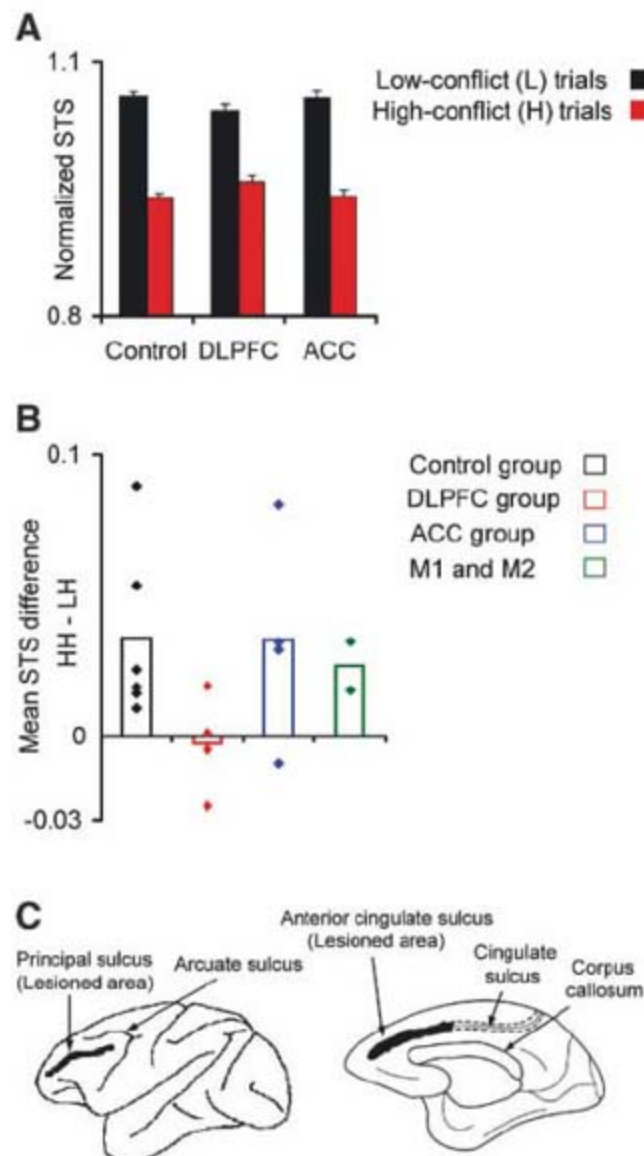 A
1.1
Low-conflict (L) trials
High-conflict (H) trials
Normalized STS
0.8
Control DLPFC ACC
B
0.1
Control group
DLPFC group
ACC group
M1 and M2
Mean STS difference
HH - LH
0
-0.03
C
Principal sulcus
(Lesioned area)
Arcuate sulcus
Anterior cingulate sulcus
(Lesioned area)
Cingulate
sulcus
Corpus
callosum